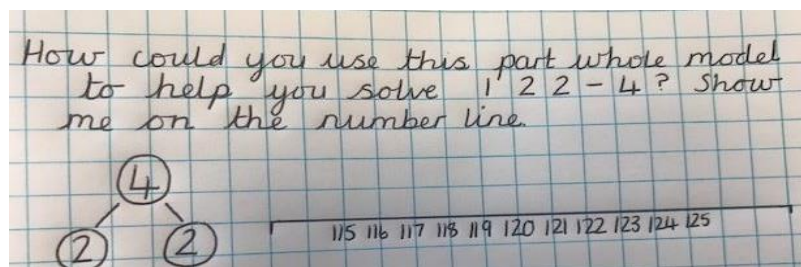 How could you use this part whole model
to help you solve 122-4? Show
me on the number line.
4
2 2
115 116 117 118 119 120 121 122 123 124 125